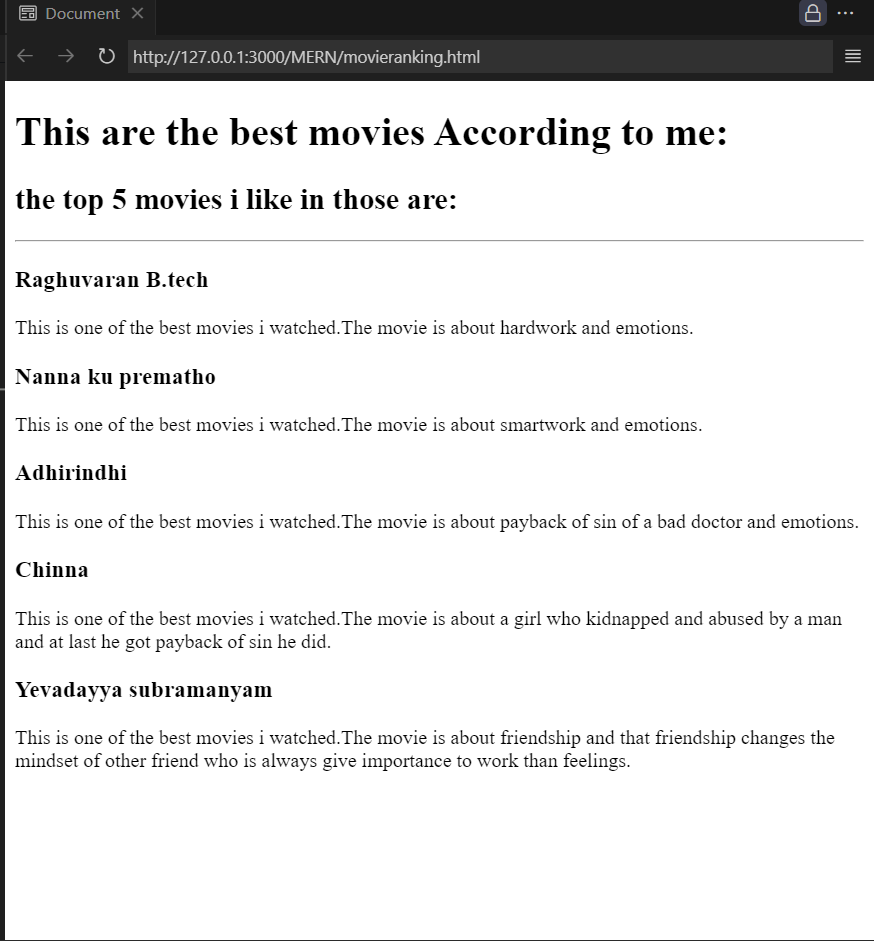 Document
http://127.0.0.1:3000/MERN/movieranking.html
This are the best movies According to me:
the top 5 movies i like in those are:
Raghuvaran B.tech
This is one of the best movies i watched.The movie is about hardwork and emotions.
Nanna ku prematho
This is one of the best movies i watched.The movie is about smartwork and emotions.
Adhirindhi
This is one of the best movies i watched.The movie is about payback of sin of a bad doctor and emotions.
Chinna
This is one of the best movies i watched.The movie is about a girl who kidnapped and abused by a man
and at last he got payback of sin he did.
Yevadayya subramanyam
This is one of the best movies i watched.The movie is about friendship and that friendship changes the
mindset of other friend who is always give importance to work than feelings.